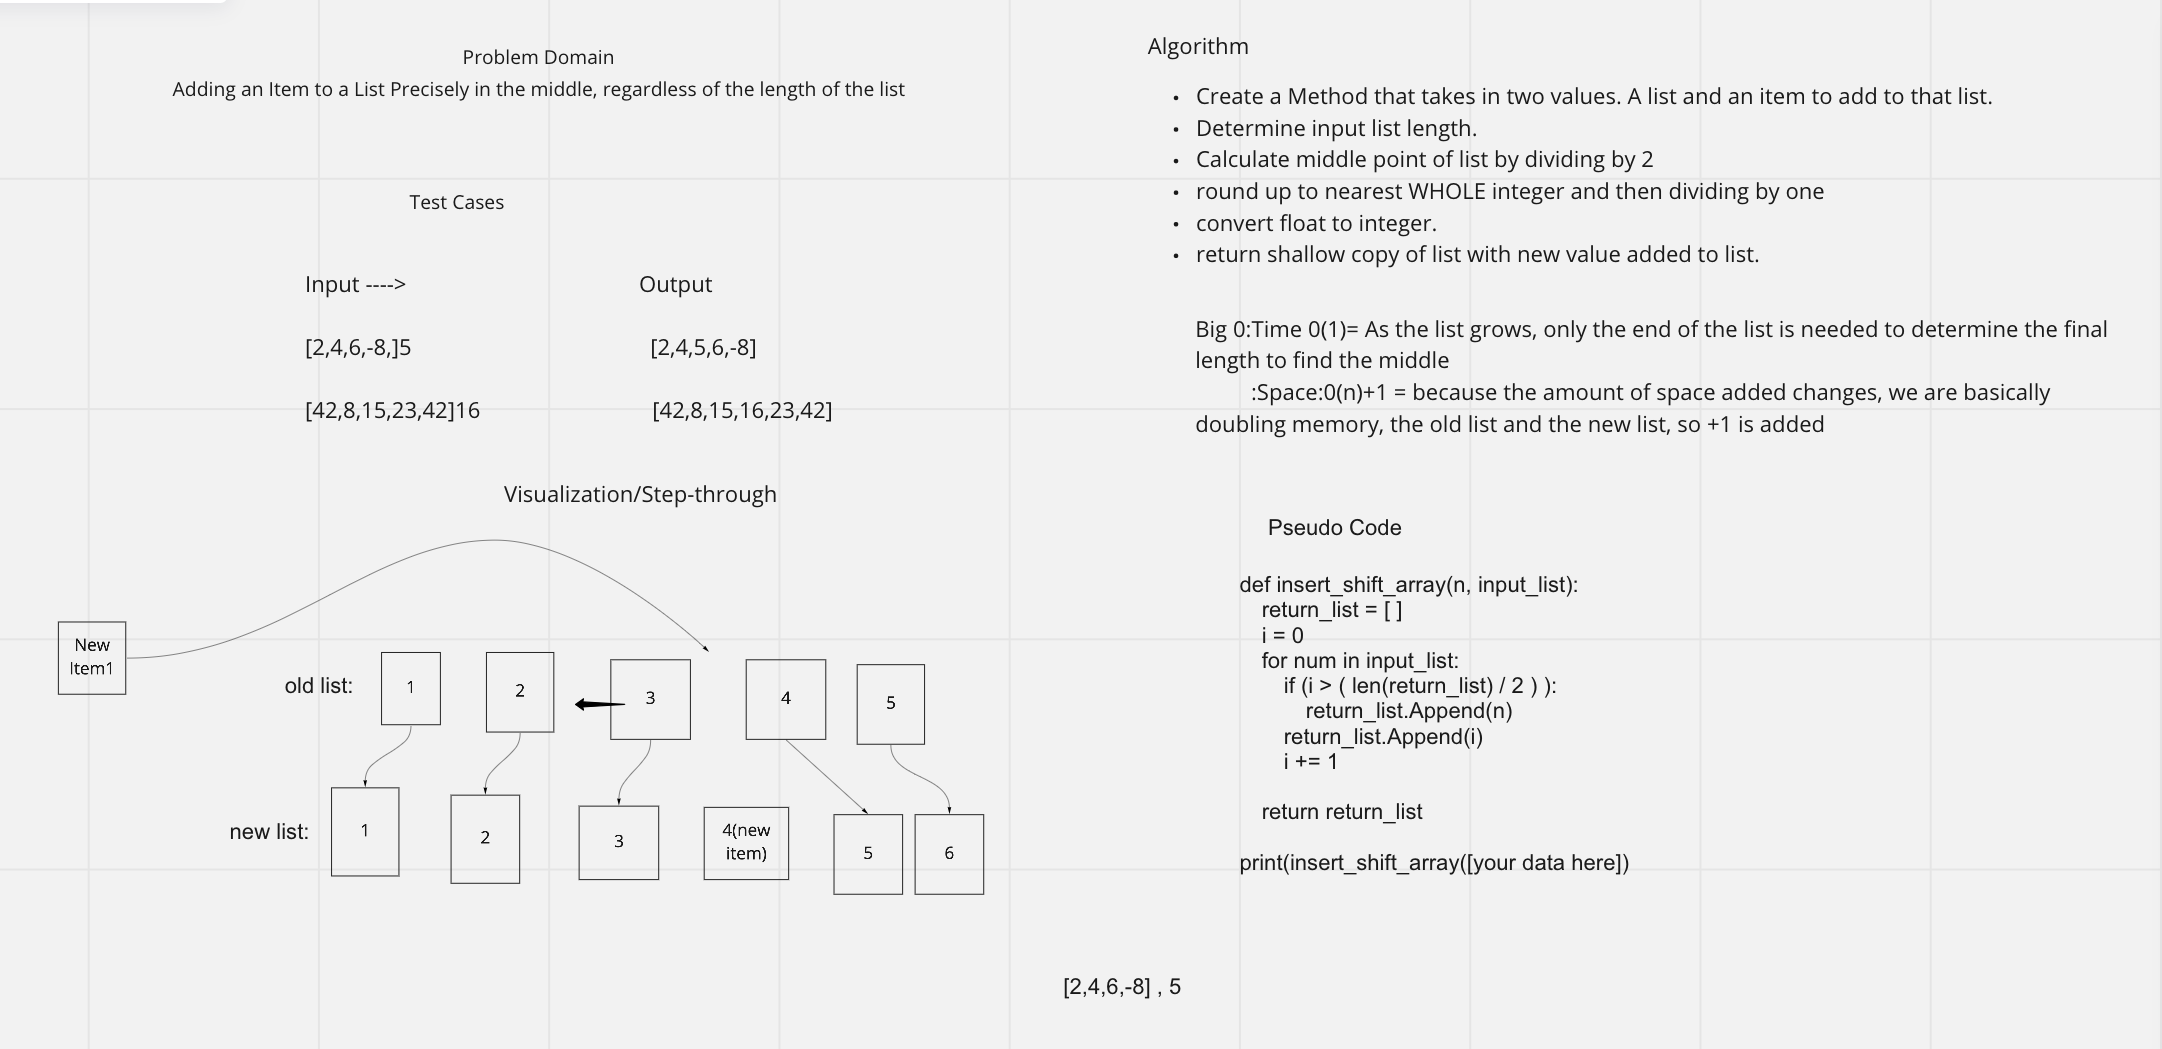 Problem Domain
Adding an Item to a List Precisely in the middle, regardless of the length of the list
Test Cases
Input ----> Output
[2,4,6,-8,]5 [2,4,5,6,-8]
[42,8,15,23,42]16 [42,8,15,16,23,42]
Visualization/Step-through
New
Item1
old list: 1 2 3 4 5
new list: 1 2 3 4(new item) 5 6
Algorithm
• Create a Method that takes in two values. A list and an item to add to that list.
• Determine input list length.
• Calculate middle point of list by dividing by 2
• round up to nearest WHOLE integer and then dividing by one
• convert float to integer.
• return shallow copy of list with new value added to list.
Big 0:Time 0(1)= As the list grows, only the end of the list is needed to determine the final
length to find the middle
:Space:0(n)+1 = because the amount of space added changes, we are basically
doubling memory, the old list and the new list, so +1 is added
Pseudo Code
def insert_shift_array(n, input_list):
return_list = [ ]
i = 0
for num in input_list:
if (i > ( len(return_list) / 2 ) ):
return_list.Append(n)
return_list.Append(i)
i += 1
return return_list
print(insert_shift_array([your data here])
[2,4,6,-8] , 5